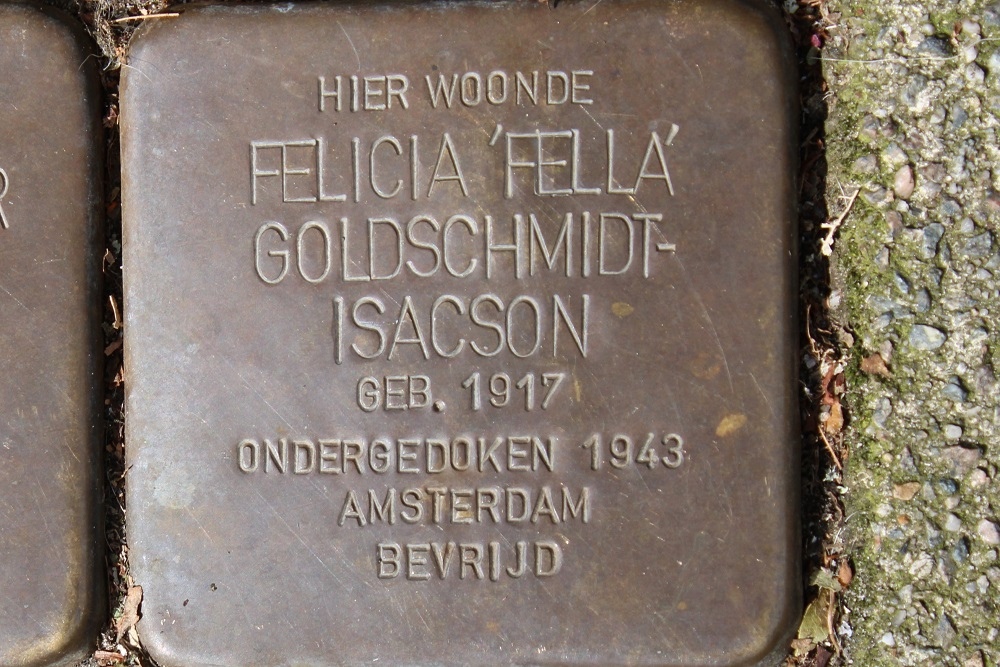 HIER WOONDE
FELICIA 'FELLA'
GOLDSCHMIDT-
ISACSON
GEB. 1917
ONDERGEDOKEN 1943
AMSTERDAM
BEVRIJD